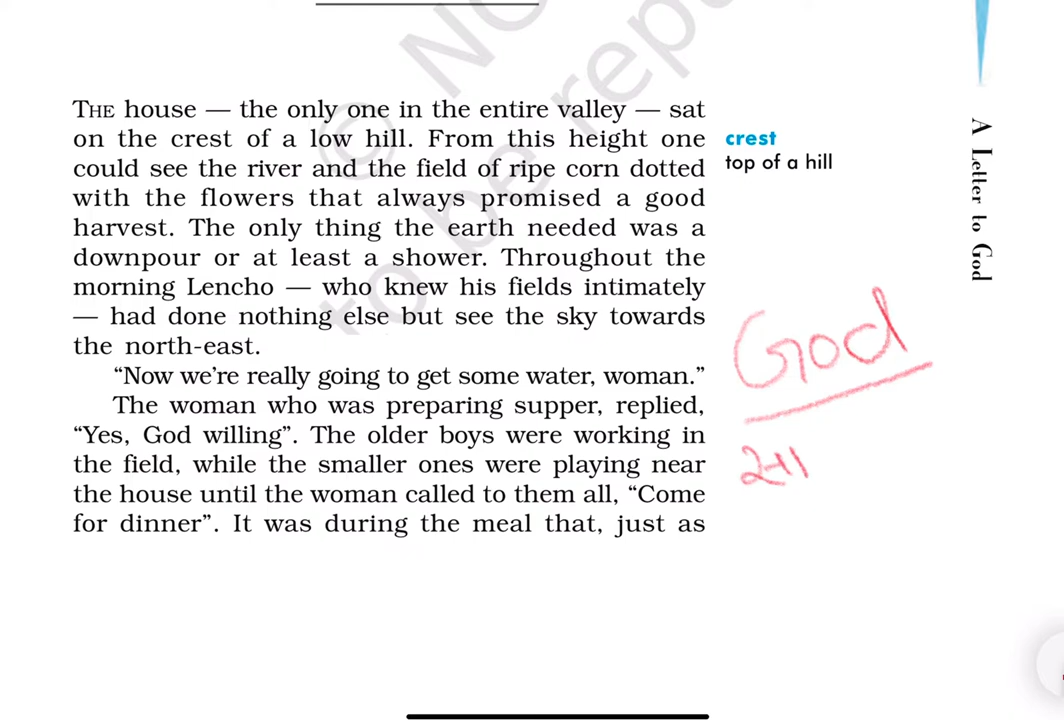 THE house — the only one in the entire valley — sat
on the crest of a low hill. From this height one
could see the river and the field of ripe corn dotted
with the flowers that always promised a good
harvest. The only thing the earth needed was a
downpour or at least a shower. Throughout the
morning Lencho — who knew his fields intimately
— had done nothing else but see the sky towards
the north-east.
“Now we’re really going to get some water, woman.”
The woman who was preparing supper, replied,
“Yes, God willing”. The older boys were working in
the field, while the smaller ones were playing near
the house until the woman called to them all, “Come
for dinner”. It was during the meal that, just as
crest
top of a hill
God
2+1
A Letter to God
© NO
to be repu